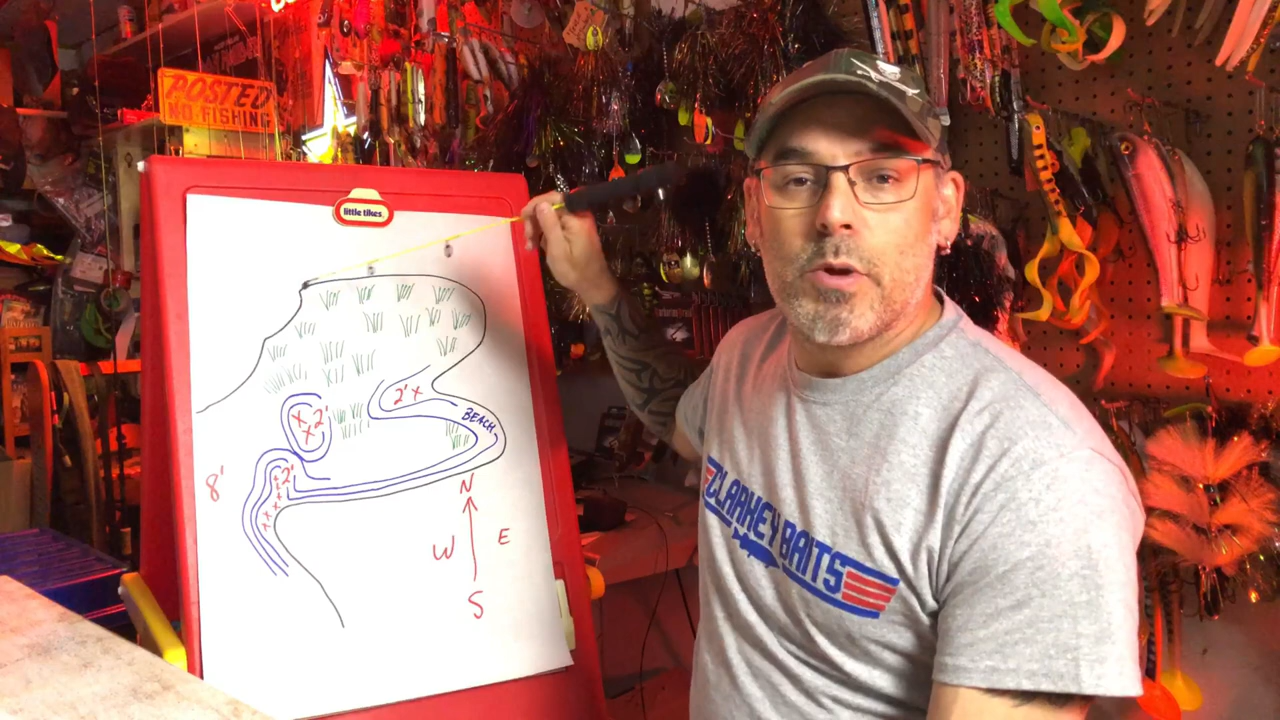 POSTED
NO FISHING
little tikes
2' x
x 2'
x x
BEACH
2'
x
x
x
x x
8'
N
W
E
S
CLARKEY BAITS